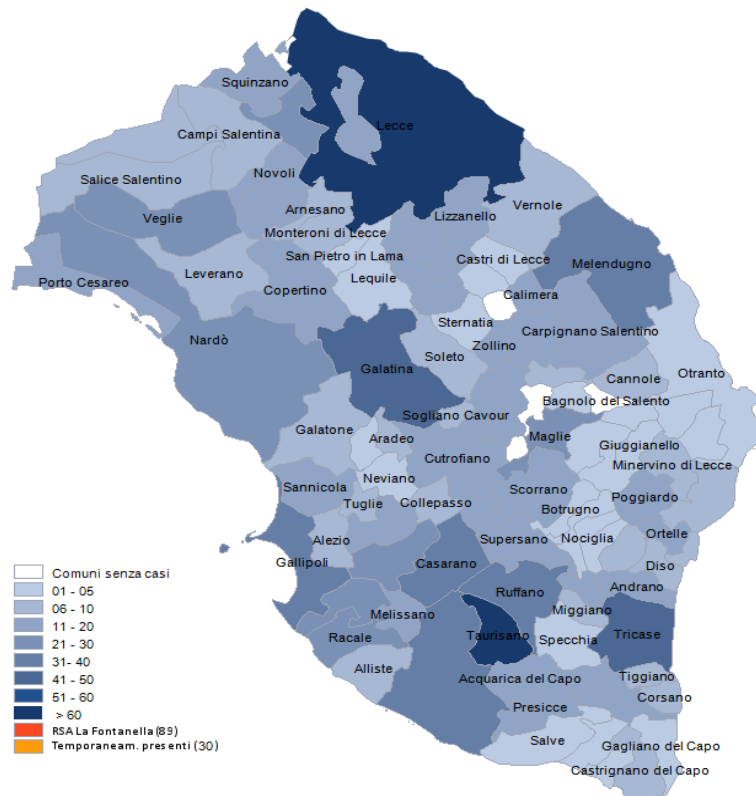 Squinzano
Lecce
Campi Salentina
Salice Salentino
Novoli
Veglie
Arnesano
Lizzanello
Vernole
Monteroni di Lecce
San Pietro in Lama
Castri di Lecce
Melendugno
Porto Cesareo
Leverano
Lequile
Copertino
Calimera
Sternatia
Carpignano Salentino
Nardò
Zollino
Soleto
Galatina
Otranto
Cannole
Bagnolo del Salento
Sogliano Cavour
Galatone
Aradeo
Maglie
Giuggianello
Cutrofiano
Minervino di Lecce
Neviano
Sannicola
Scorrano
Poggiardo
Tuglie
Collepasso
Botrugno
Alezio
Supersano
Nociglia
Ortelle
Gallipoli
Casarano
Diso
Ruffano
Andrano
Melissano
Miggiano
Racale
Taurisano
Specchia
Tricase
Alliste
Acquarica del Capo
Tiggiano
Corsano
Presicce
Salve
Gagliano del Capo
Castrignano del Capo
Comuni senza casi
01 - 05
06 - 10
11 - 20
21 - 30
31 - 40
41 - 50
51 - 60
> 60
RSA La Fontanella (89)
Temporaneam. presenti (30)